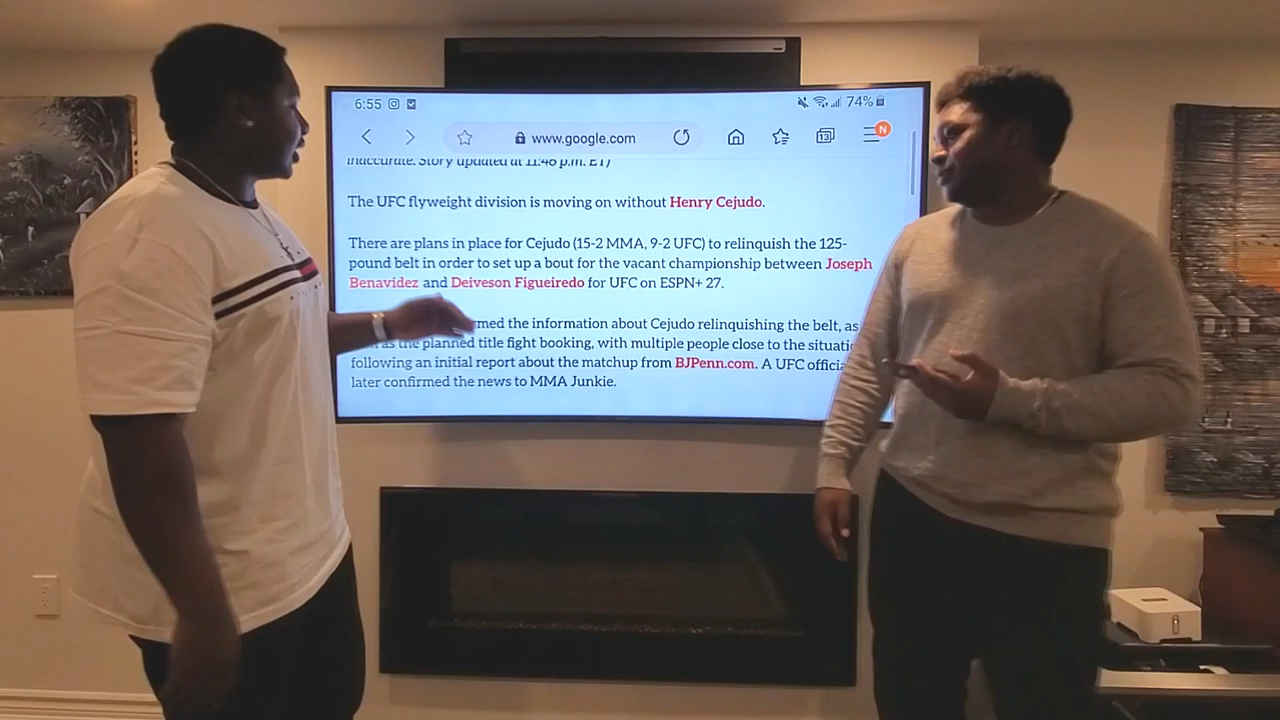 6:55 74%
www.google.com 13 N
inaccurate. Story updated at 11:46 p.m. ET)
The UFC flyweight division is moving on without Henry Cejudo.
There are plans in place for Cejudo (15-2 MMA, 9-2 UFC) to relinquish the 125-
pound belt in order to set up a bout for the vacant championship between Joseph
Benavidez and Deiveson Figueiredo for UFC on ESPN+ 27.
med the information about Cejudo relinquishing the belt, as
as the planned title fight booking, with multiple people close to the situatio
following an initial report about the matchup from BJPenn.com. A UFC officia
later confirmed the news to MMA Junkie.